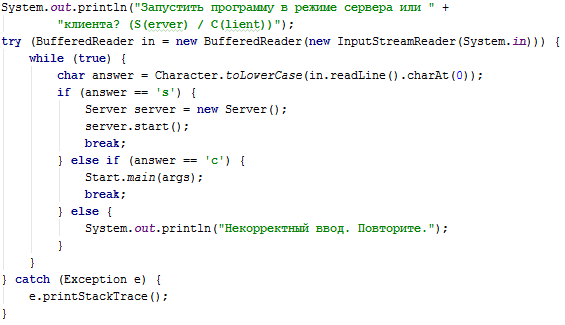 System.out.println("Запустить программу в режиме сервера или " +
        "клиента? (S(erver) / C(lient))");
try (BufferedReader in = new BufferedReader(new InputStreamReader(System.in))) {
    while (true) {
        char answer = Character.toLoverCase(in.readLine().charAt(0));
        if (answer == 's') {
            Server server = new Server();
            server.start();
            break;
        } else if (answer == 'c') {
            Start.main(args);
            break;
        } else {
            System.out.println("Некорректный ввод. Повторите.");
        }
    }
} catch (Exception e) {
    e.printStackTrace();
}